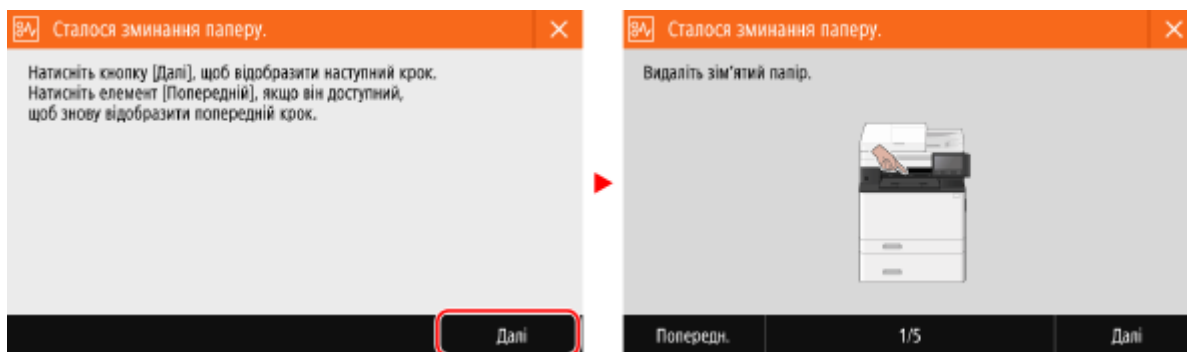 Сталося зминання паперу.
Натисніть кнопку [Далі], щоб відобразити наступний крок.
Натисніть елемент [Попередній], якщо він доступний,
щоб знову відобразити попередній крок.
Далі
Сталося зминання паперу.
Видаліть зім'ятий папір.
Попередн.
1/5
Далі